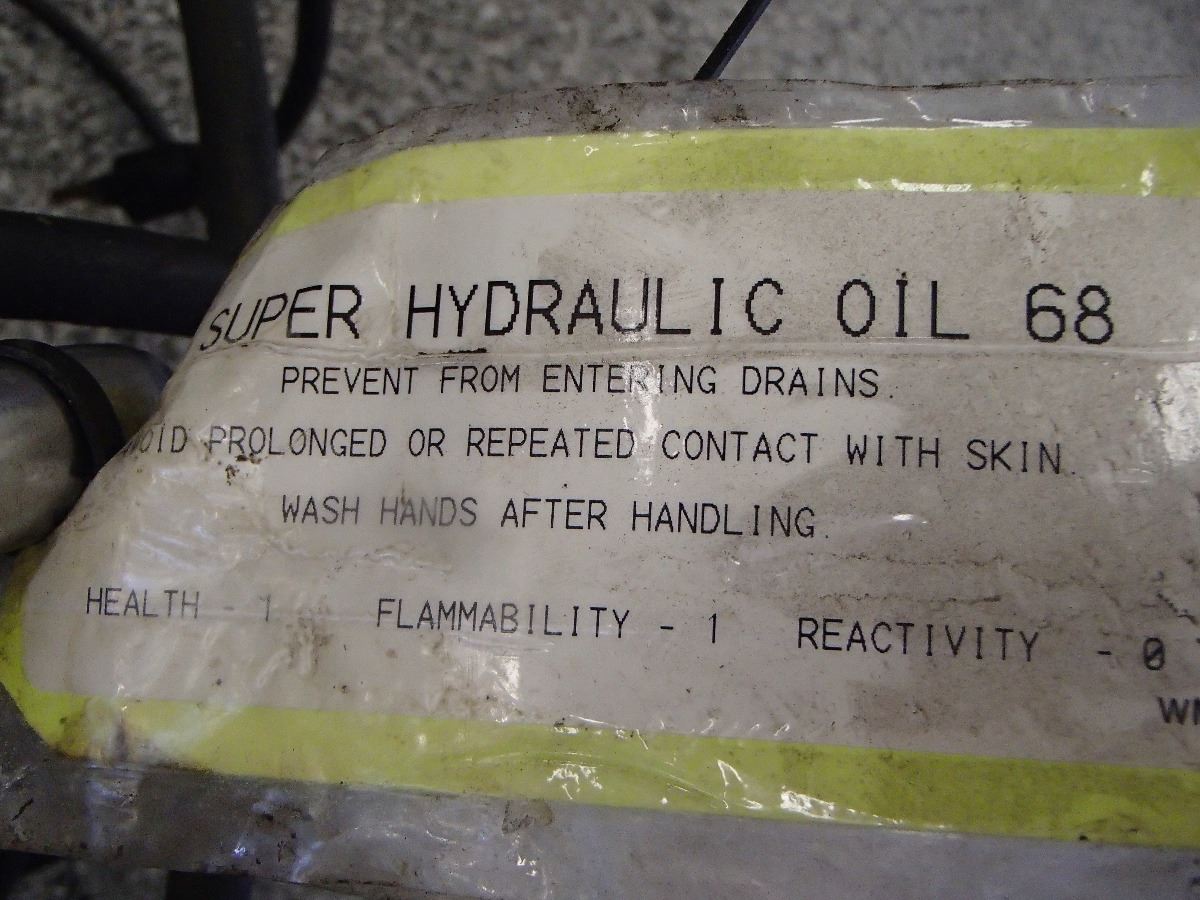 SUPER HYDRAULIC OIL 68
PREVENT FROM ENTERING DRAINS.
AVOID PROLONGED OR REPEATED CONTACT WITH SKIN.
WASH HANDS AFTER HANDLING.
HEALTH - 1 FLAMMABILITY - 1 REACTIVITY - 0